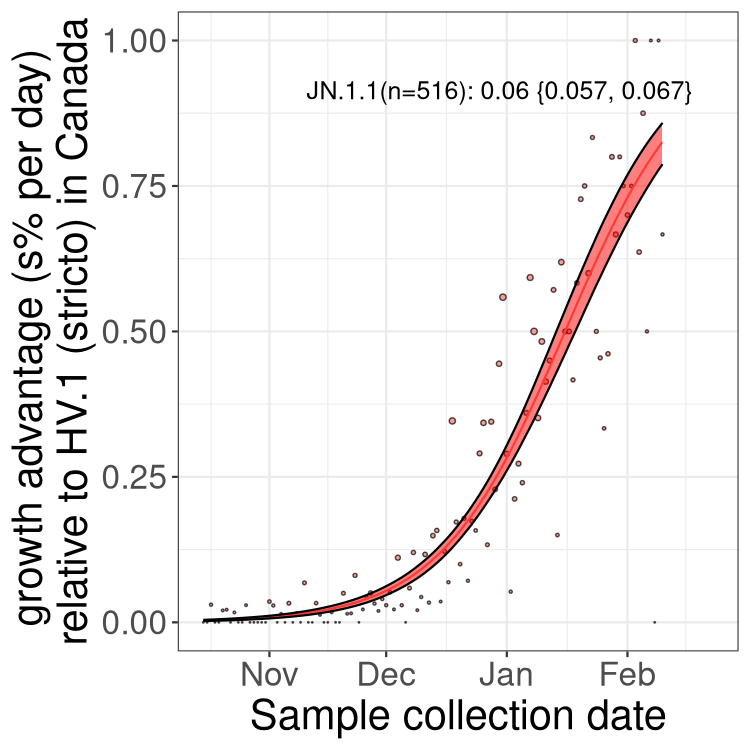 growth advantage (s% per day)
relative to HV.1 (stricto) in Canada
1.00
0.75
0.50
0.25
0.00
JN.1.1(n=516): 0.06 {0.057, 0.067}
Nov Dec Jan Feb
Sample collection date